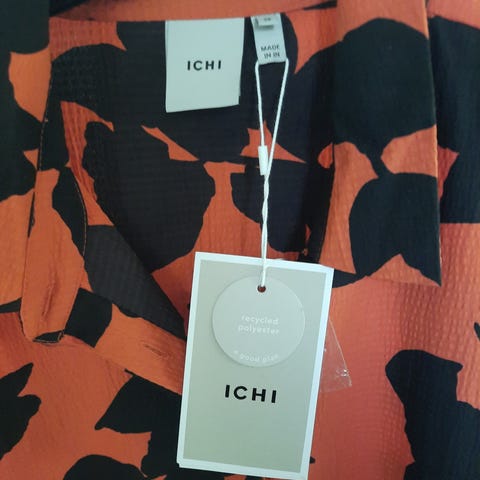 ICHI
MADE
IN IN
recycled
polyester
a good plan
ICHI